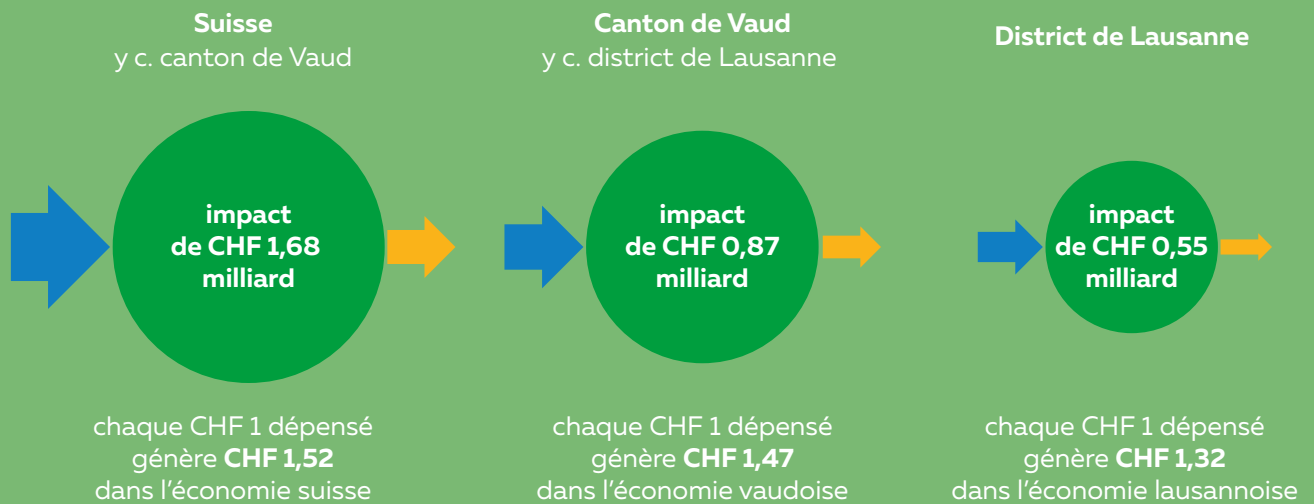 Suisse
y c. canton de Vaud
impact
de CHF 1,68
milliard
chaque CHF 1 dépensé
génère CHF 1,52
dans l'économie suisse
Canton de Vaud
y c. district de Lausanne
impact
de CHF 0,87
milliard
chaque CHF 1 dépensé
génère CHF 1,47
dans l'économie vaudoise
District de Lausanne
impact
de CHF 0,55
milliard
chaque CHF 1 dépensé
génère CHF 1,32
dans l'économie lausannoise